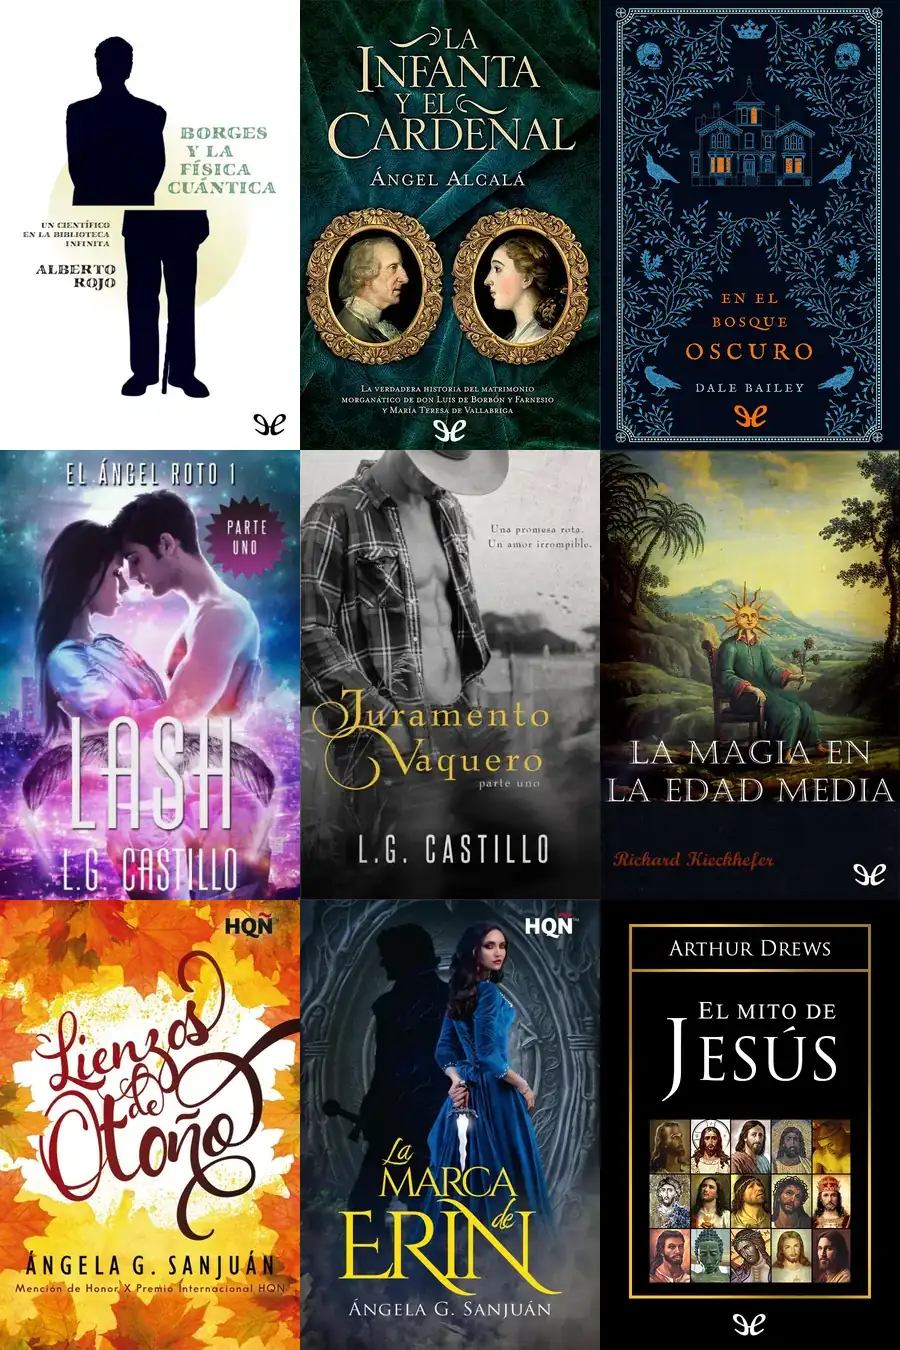 BORGES
Y LA
FÍSICA
CUÁNTICA
UN CIENTÍFICO
EN LA BIBLIOTECA
INFINITA
ALBERTO
ROJO
LA
INFANTA
Y EL
CARDENAL
ÁNGEL ALCALÁ
LA VERDADERA HISTORIA DEL MATRIMONIO
MORGANÁTICO DE DON LUIS DE BORBÓN Y FARNESIO
Y MARÍA TERESA DE VALLABRIGA
EN EL
BOSQUE
OSCURO
DALE BAILEY
EL ÁNGEL ROTO 1
PARTE
UNO
LASH
L.G. CASTILLO
Una promesa rota.
Un amor irrompible.
Juramento
Vaquero
parte uno
L.G. CASTILLO
LA MAGIA EN
LA EDAD MEDIA
Richard Kieckhefer
HQÑ
Lienzos
de
Otoño
ÁNGELA G. SANJUÁN
Mención de Honor X Premio Internacional HQÑ
HQÑ™
La
MARCA
de
ERIN
ÁNGELA G. SANJUÁN
ARTHUR DREWS
EL MITO DE
JESÚS